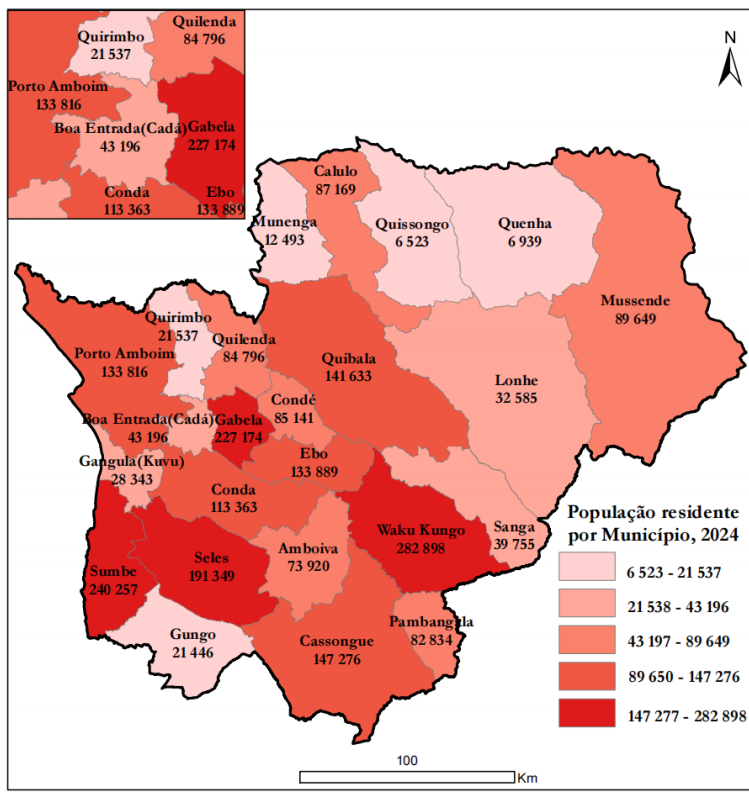 Quirimbo
21 537
Quilenda
84 796
Porto Amboim
133 816
Boa Entrada(Cadá)
43 196
Gabela
227 174
Conda
113 363
Ebo
133 889
N
Calulo
87 169
Munenga
12 493
Quissongo
6 523
Quenha
6 939
Mussende
89 649
Quirimbo
21 537
Quilenda
84 796
Porto Amboim
133 816
Quibala
141 633
Lonhe
32 585
Condé
85 141
Boa Entrada(Cadá)
43 196
Gabela
227 174
Ebo
133 889
Gangula(Kuvu)
28 343
Conda
113 363
Waku Kungo
282 898
Sanga
39 755
Amboiva
73 920
Seles
191 349
Sumbe
240 257
Gungo
21 446
Cassongue
147 276
Pambangala
82 834
População residente
por Município, 2024
6 523 - 21 537
21 538 - 43 196
43 197 - 89 649
89 650 - 147 276
147 277 - 282 898
100
Km